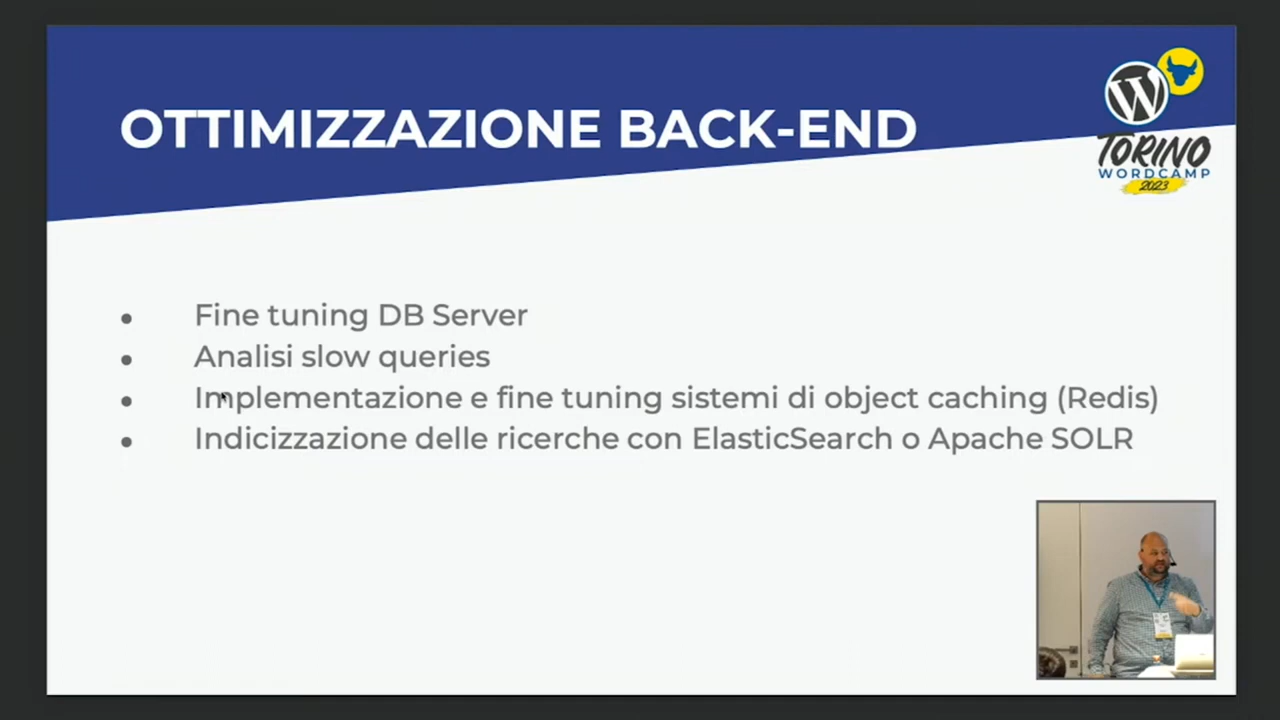 OTTIMIZZAZIONE BACK-END
TORINO
WORDCAMP
2023
• Fine tuning DB Server
• Analisi slow queries
• Implementazione e fine tuning sistemi di object caching (Redis)
• Indicizzazione delle ricerche con ElasticSearch o Apache SOLR